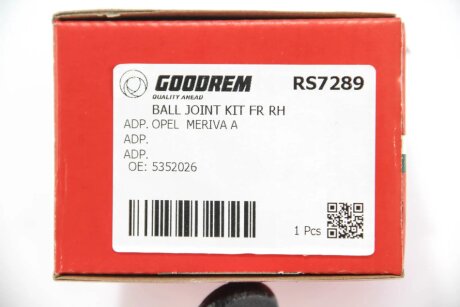 GOODREM RS7289
QUALITY AHEAD
BALL JOINT KIT FR RH
ADP. OPEL MERIVA A
ADP.
ADP.
OE: 5352026
1 Pcs